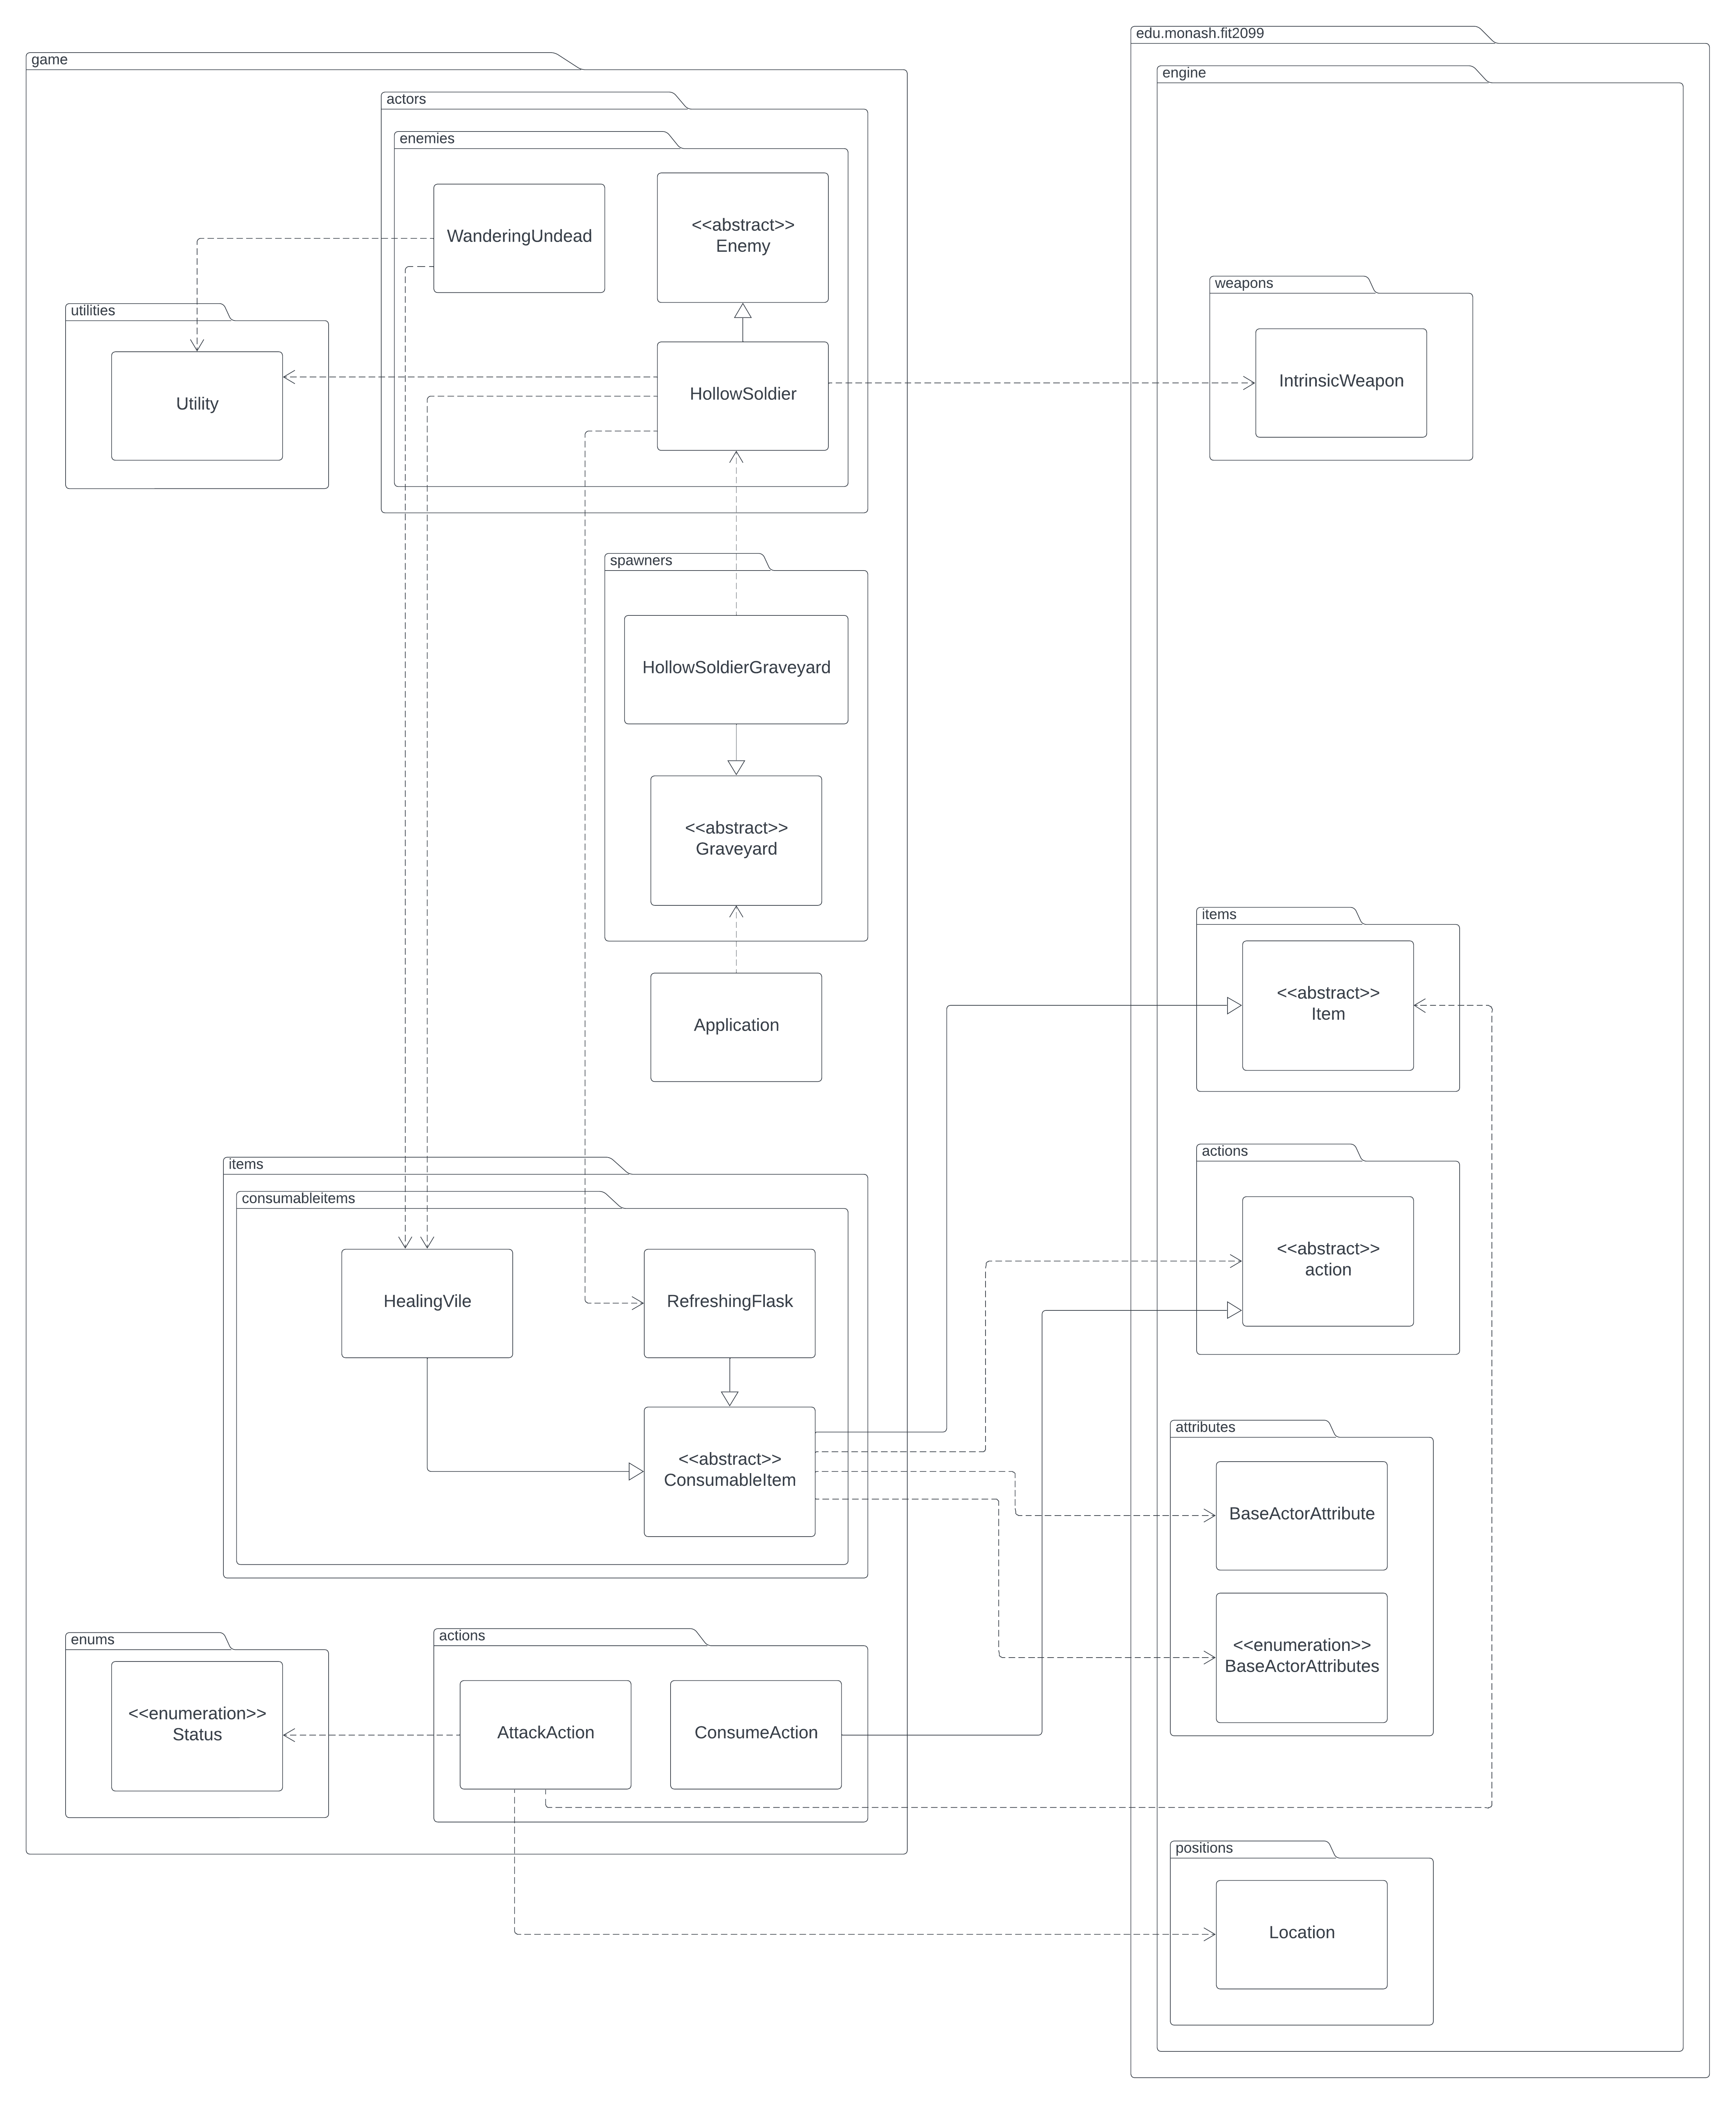 edu.monash.fit2099
game
engine
actors
enemies
WanderingUndead
<<abstract>>
Enemy
weapons
utilities
IntrinsicWeapon
HollowSoldier
Utility
spawners
HollowSoldierGraveyard
<<abstract>>
Graveyard
items
<<abstract>>
Item
Application
actions
items
consumableitems
<<abstract>>
action
HealingVile
RefreshingFlask
attributes
<<abstract>>
ConsumableItem
BaseActorAttribute
enums
actions
<<enumeration>>
BaseActorAttributes
<<enumeration>>
Status
AttackAction
ConsumeAction
positions
Location